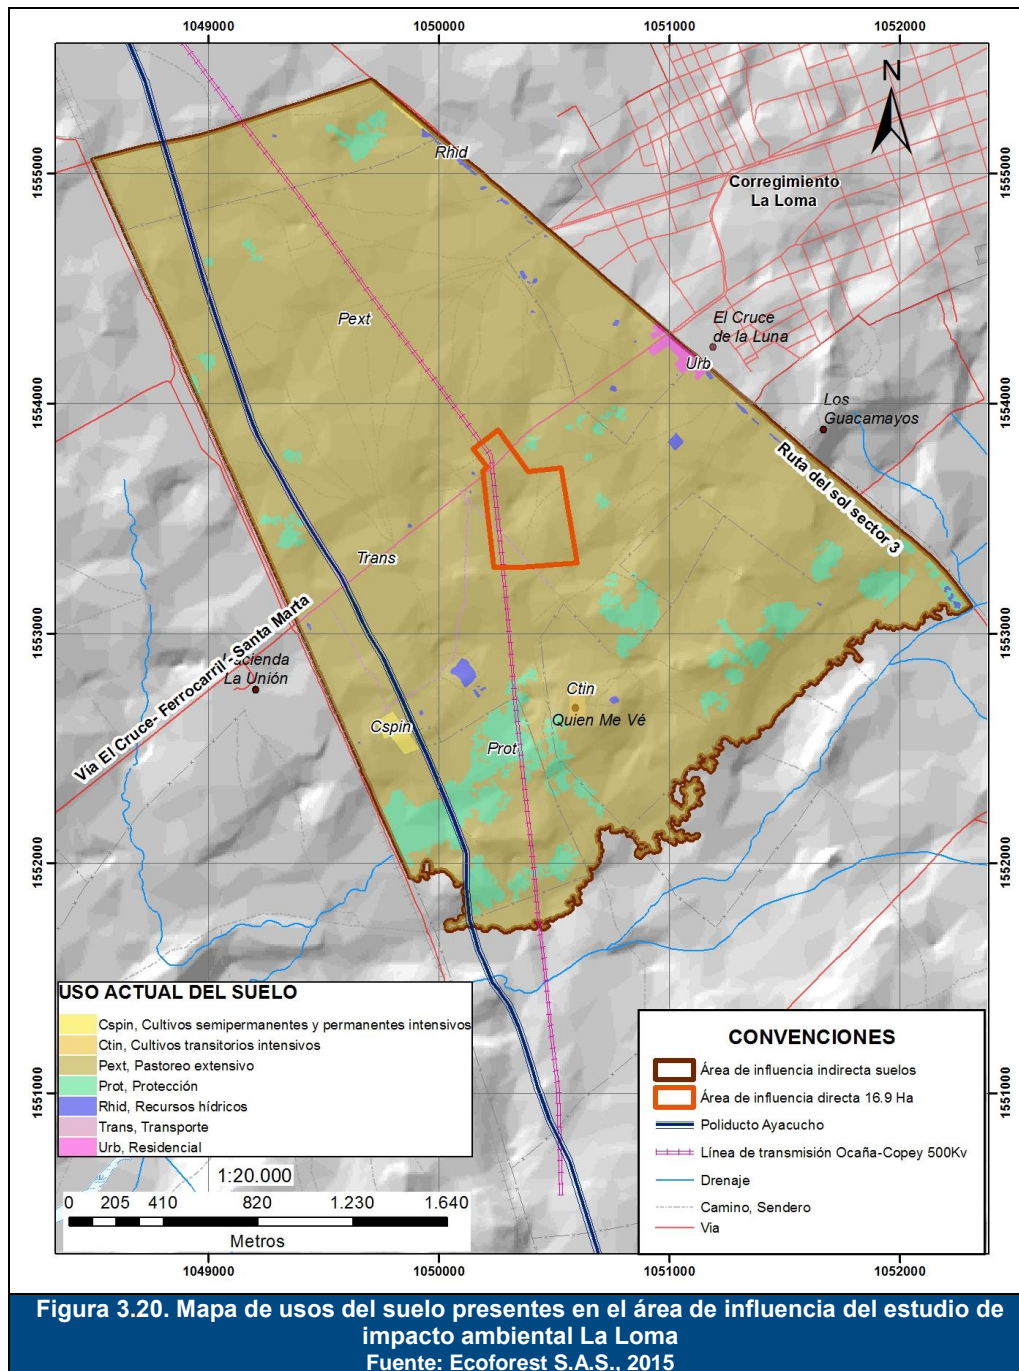 1049000
1050000
1051000
1052000
N
1555000
1555000
Rhid
Corregimiento
La Loma
Pext
El Cruce
de la Luna
Urb
1554000
1554000
Los
Guacamayos
Ruta del sol sector 3
Trans
Vía El Cruce- Ferrocarril -Santa Marta
1553000
1553000
Hacienda
La Unión
Ctin
Cspin
Quien Me Vé
Prot
1552000
1552000
USO ACTUAL DEL SUELO
Cspin, Cultivos semipermanentes y permanentes intensivos
Ctin, Cultivos transitorios intensivos
Pext, Pastoreo extensivo
Prot, Protección
Rhid, Recursos hídricos
Trans, Transporte
Urb, Residencial
1:20.000
0 205 410 820 1.230 1.640
Metros
CONVENCIONES
Área de influencia indirecta suelos
Área de influencia directa 16.9 Ha
Poliducto Ayacucho
Línea de transmisión Ocaña-Copey 500Kv
Drenaje
Camino, Sendero
Via
1551000
1551000
1049000
1050000
1051000
1052000
Figura 3.20. Mapa de usos del suelo presentes en el área de influencia del estudio de
impacto ambiental La Loma
Fuente: Ecoforest S.A.S., 2015